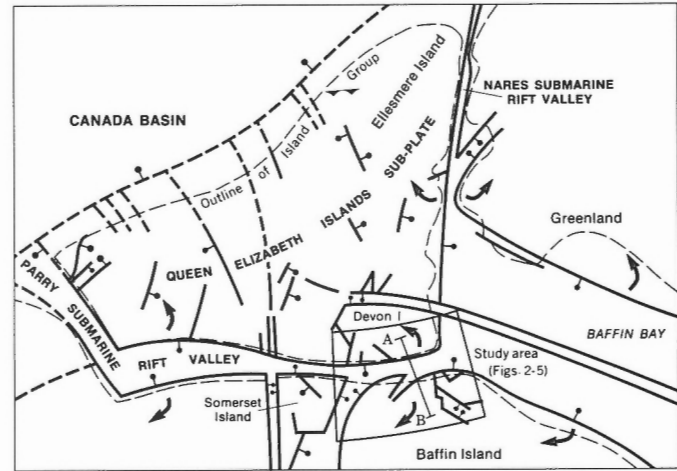 Group
Ellesmere Island
NARES SUBMARINE
RIFT VALLEY
CANADA BASIN
Outline of Island
SUB-PLATE
Greenland
ISLANDS
ELIZABETH
QUEEN
PARRY SUBMARINE
RIFT VALLEY
Devon I
BAFFIN BAY
A
Study area
(Figs. 2-5)
Somerset
Island
B
Baffin Island